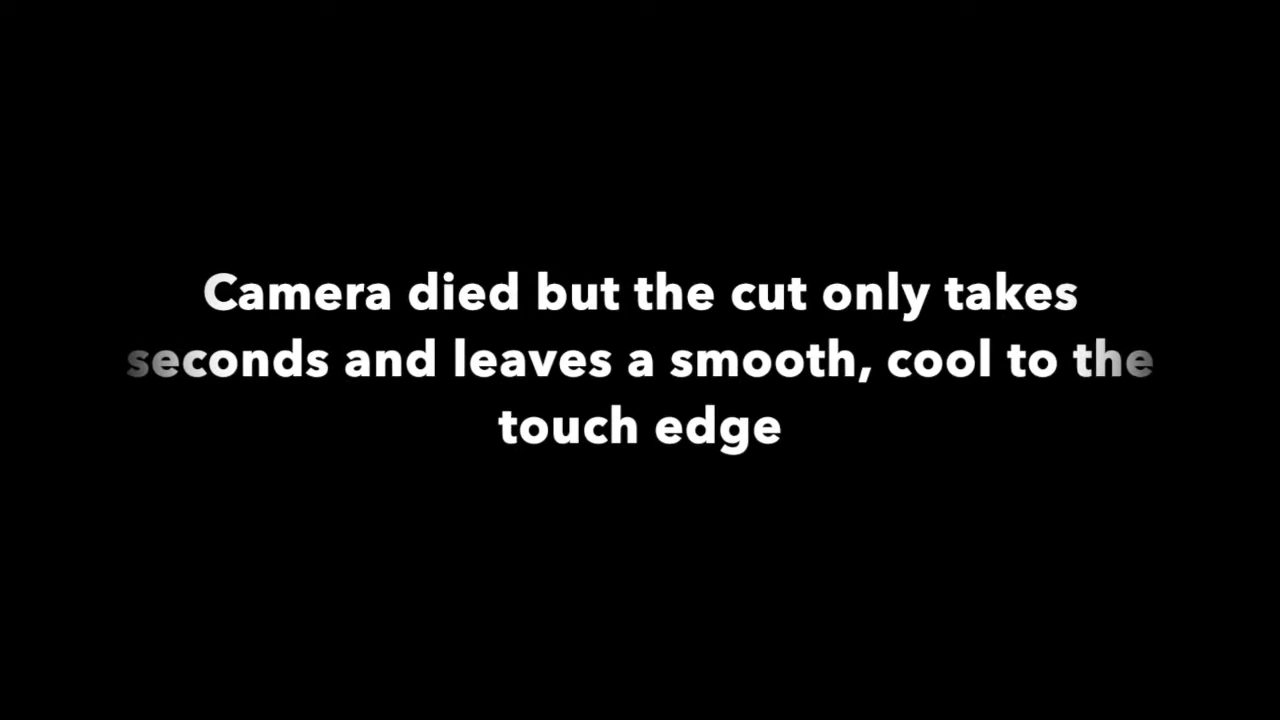 Camera died but the cut only takes
seconds and leaves a smooth, cool to the
touch edge